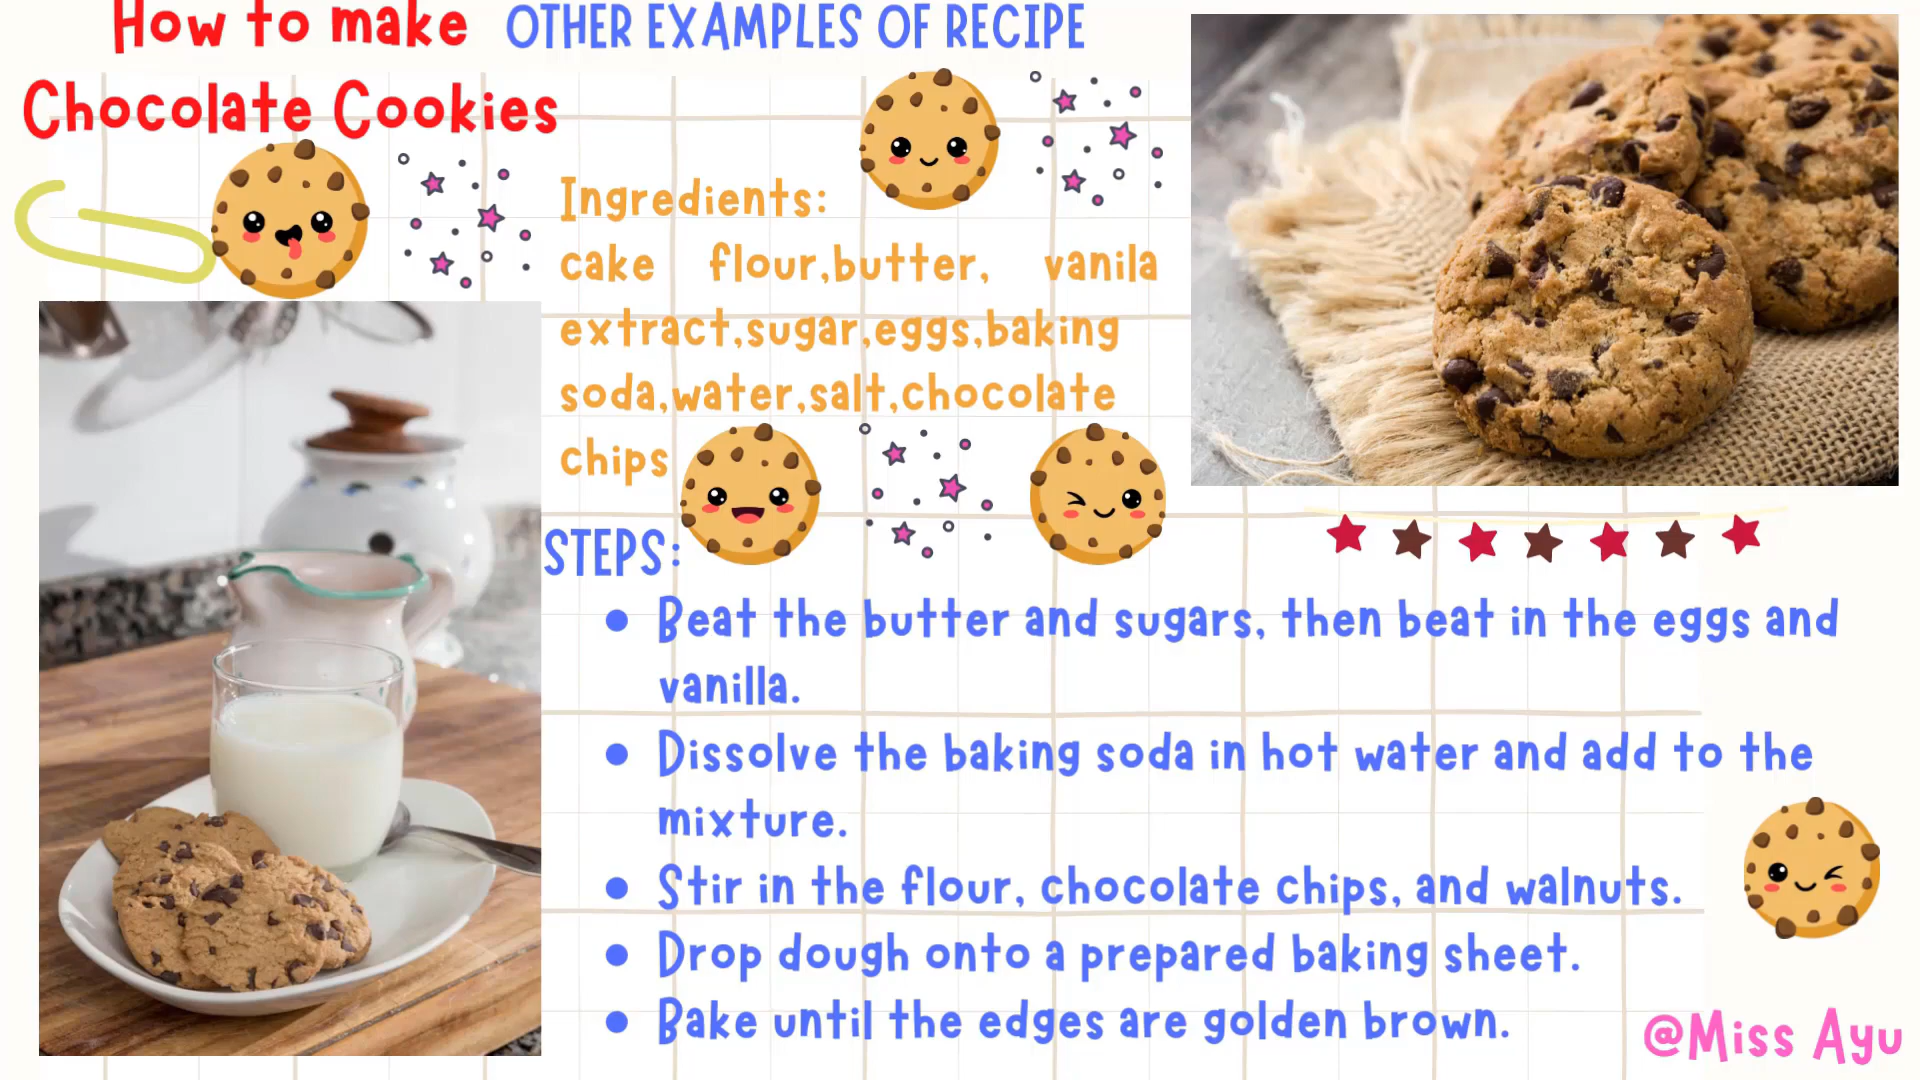 How to make
Chocolate Cookies
OTHER EXAMPLES OF RECIPE
Ingredients:
cake flour,butter, vanila
extract,sugar,eggs,baking
soda,water,salt,chocolate
chips
STEPS:
• Beat the butter and sugars, then beat in the eggs and
vanilla.
• Dissolve the baking soda in hot water and add to the
mixture.
• Stir in the flour, chocolate chips, and walnuts.
• Drop dough onto a prepared baking sheet.
• Bake until the edges are golden brown.
@Miss Ayu